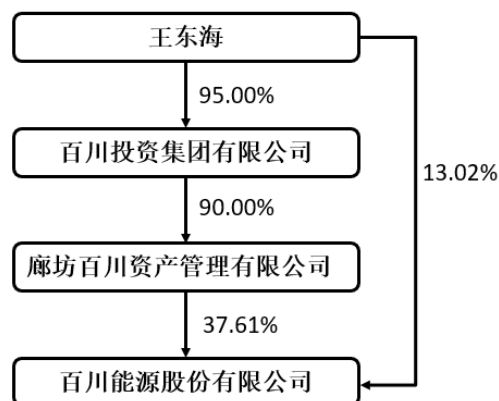 王东海
95.00%
百川投资集团有限公司
13.02%
90.00%
廊坊百川资产管理有限公司
37.61%
百川能源股份有限公司